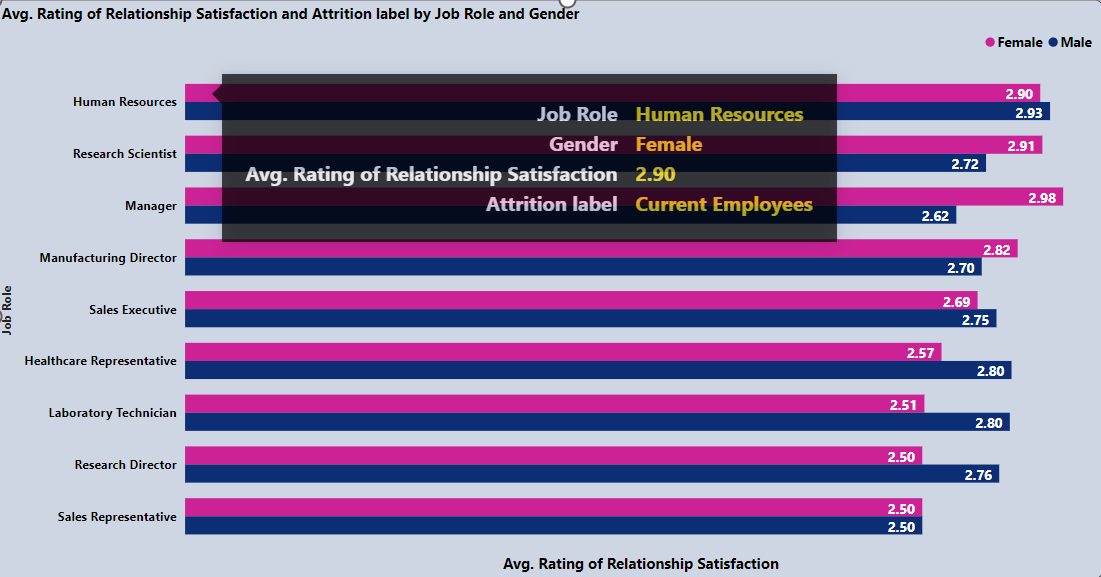 Avg. Rating of Relationship Satisfaction and Attrition label by Job Role and Gender
Female Male
Human Resources 2.90
2.93
Job Role Human Resources
Gender Female
Avg. Rating of Relationship Satisfaction 2.90
Attrition label Current Employees
Research Scientist 2.91
2.72
Manager 2.98
2.62
Manufacturing Director 2.82
2.70
Sales Executive 2.69
2.75
Healthcare Representative 2.57
2.80
Laboratory Technician 2.51
2.80
Research Director 2.50
2.76
Sales Representative 2.50
2.50
Job Role
Avg. Rating of Relationship Satisfaction